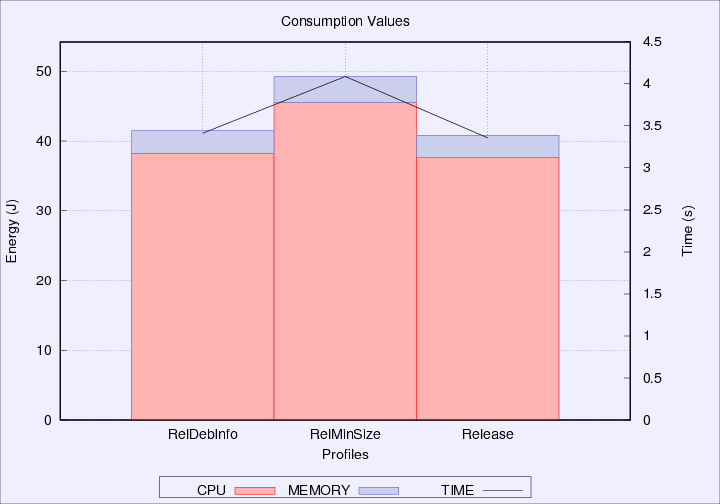 Consumption Values
4.5
50
4
3.5
40
3
30
2.5
2
20
1.5
1
10
0.5
0
0
Energy (J)
Time (s)
RelDebInfo RelMinSize Release
Profiles
CPU MEMORY TIME